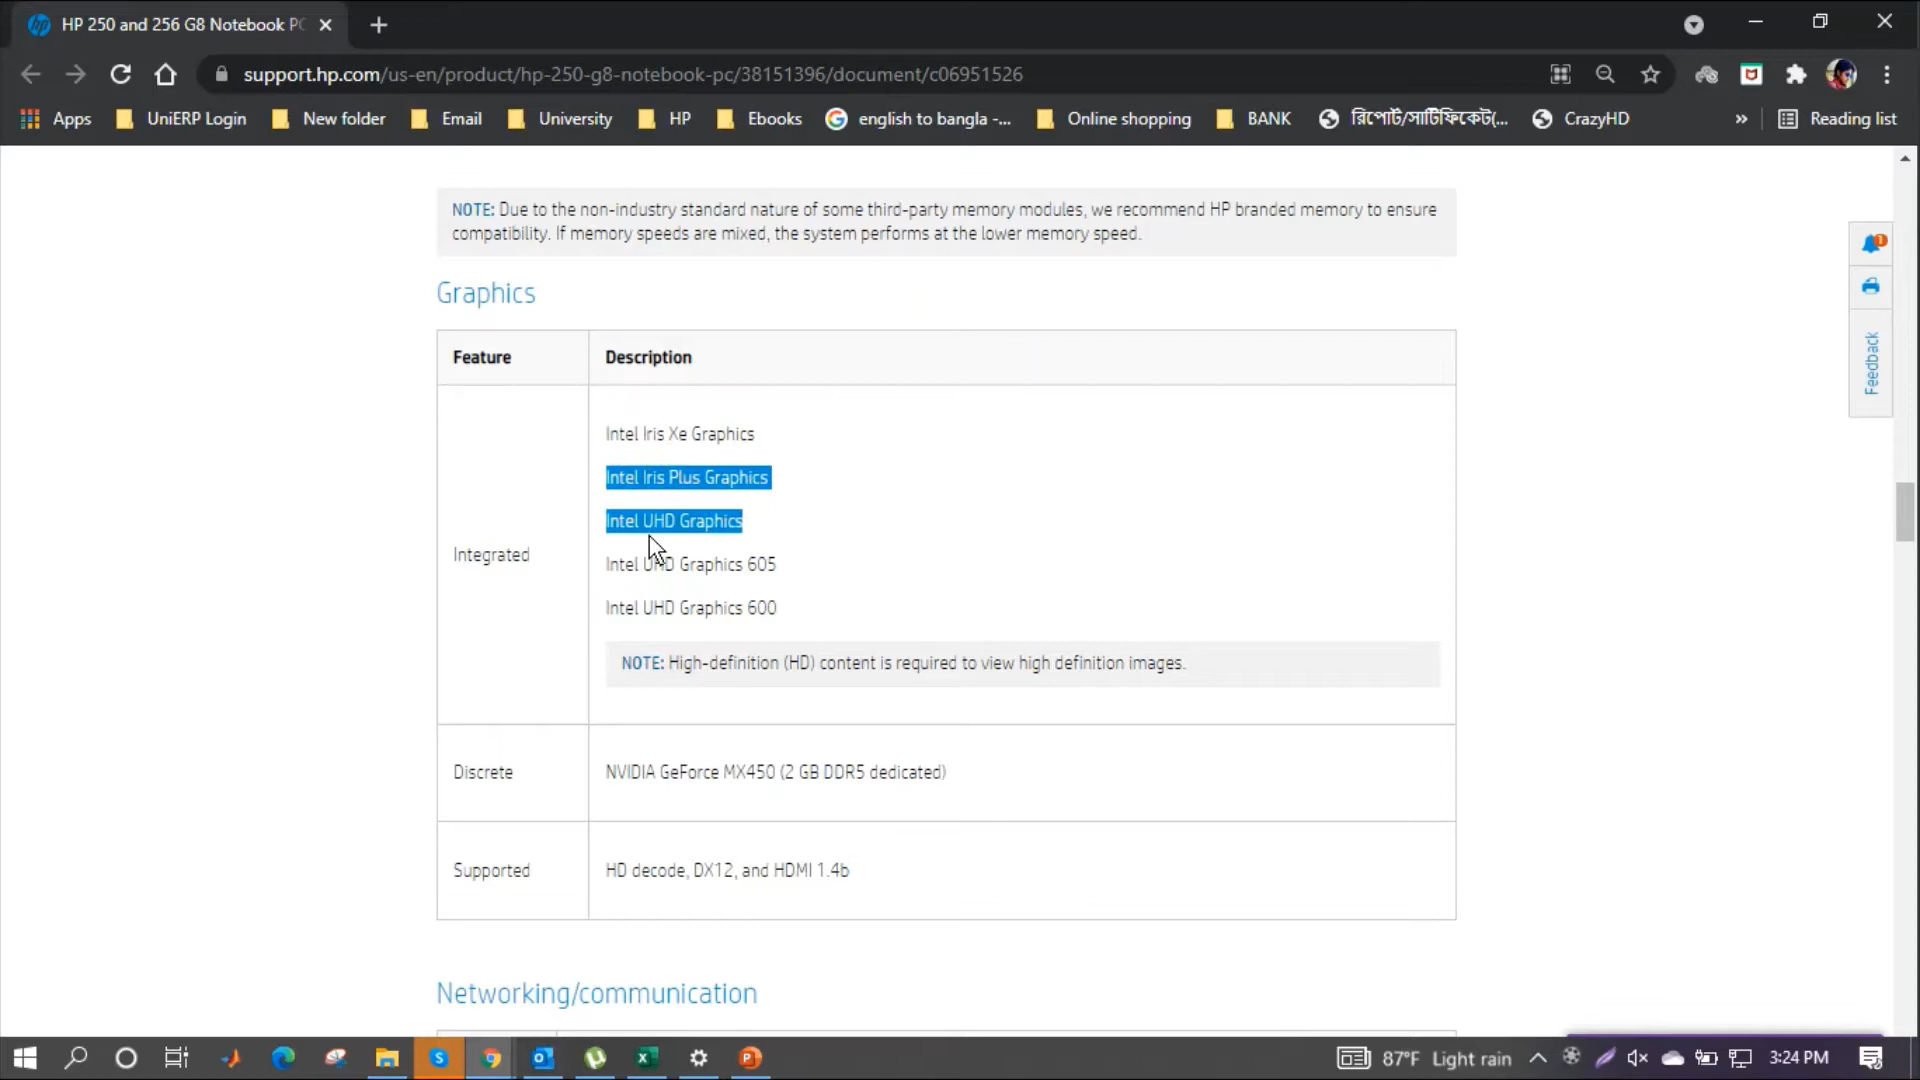 HP 250 and 256 G8 Notebook PC
support.hp.com/us-en/product/hp-250-g8-notebook-pc/38151396/document/c06951526
Apps UniERP Login New folder Email University HP Ebooks english to bangla -... Online shopping BANK রিপোর্ট/সার্টিফিকেট(... CrazyHD » Reading list
NOTE: Due to the non-industry standard nature of some third-party memory modules, we recommend HP branded memory to ensure
compatibility. If memory speeds are mixed, the system performs at the lower memory speed.
1
Graphics
Feedback
Feature Description
Intel Iris Xe Graphics
Intel Iris Plus Graphics
Intel UHD Graphics
Integrated
Intel UHD Graphics 605
Intel UHD Graphics 600
NOTE: High-definition (HD) content is required to view high definition images.
Discrete NVIDIA GeForce MX450 (2 GB DDR5 dedicated)
Supported HD decode, DX12, and HDMI 1.4b
Networking/communication
87°F Light rain 3:24 PM